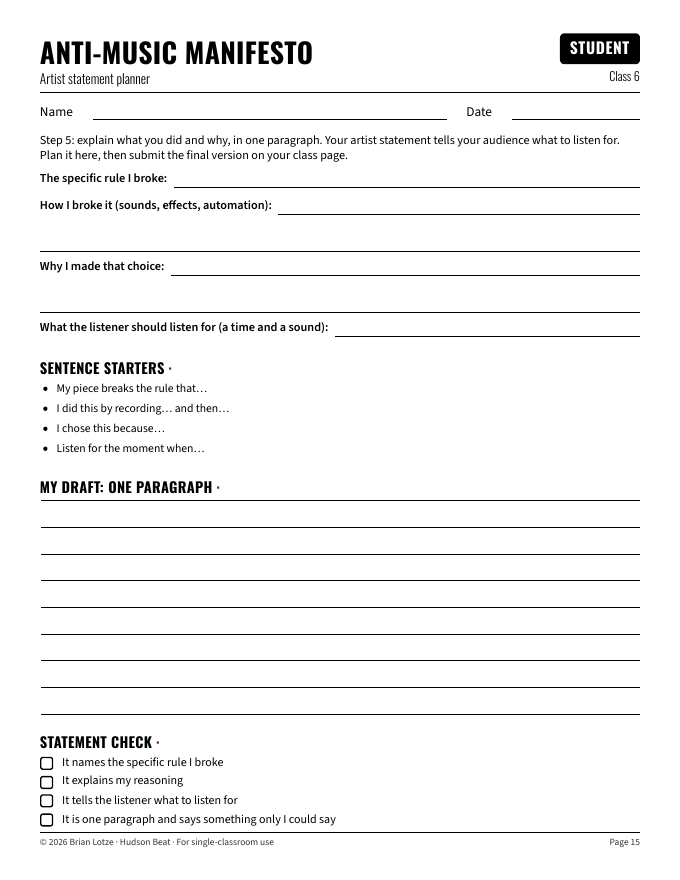 ANTI-MUSIC MANIFESTO
STUDENT
Artist statement planner
Class 6
Name
Date
Step 5: explain what you did and why, in one paragraph. Your artist statement tells your audience what to listen for.
Plan it here, then submit the final version on your class page.
The specific rule I broke:
How I broke it (sounds, effects, automation):
Why I made that choice:
What the listener should listen for (a time and a sound):
SENTENCE STARTERS ·
• My piece breaks the rule that…
• I did this by recording… and then…
• I chose this because…
• Listen for the moment when…
MY DRAFT: ONE PARAGRAPH ·
STATEMENT CHECK ·
It names the specific rule I broke
It explains my reasoning
It tells the listener what to listen for
It is one paragraph and says something only I could say
© 2026 Brian Lotze · Hudson Beat · For single-classroom use
Page 15